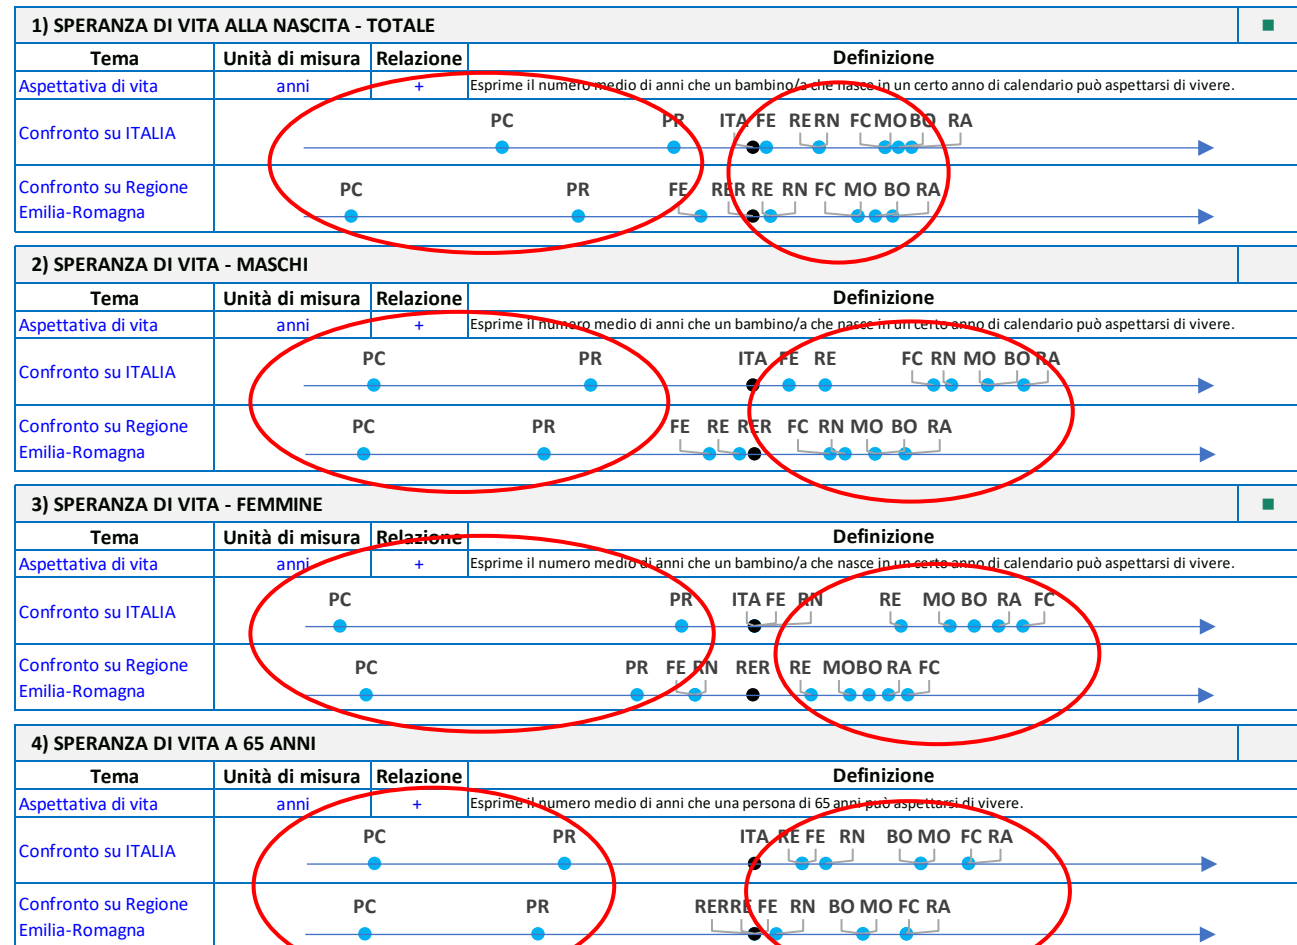 1) SPERANZA DI VITA ALLA NASCITA - TOTALE
Tema Unità di misura Relazione Definizione
Aspettativa di vita anni + Esprime il numero medio di anni che un bambino/a che nasce in un certo anno di calendario può aspettarsi di vivere.
Confronto su ITALIA PC PR ITA FE RE RN FC MO BO RA
Confronto su Regione Emilia-Romagna PC PR FE RER RE RN FC MO BO RA
2) SPERANZA DI VITA - MASCHI
Tema Unità di misura Relazione Definizione
Aspettativa di vita anni + Esprime il numero medio di anni che un bambino/a che nasce in un certo anno di calendario può aspettarsi di vivere.
Confronto su ITALIA PC PR ITA FE RE FC RN MO BO RA
Confronto su Regione Emilia-Romagna PC PR FE RE RER FC RN MO BO RA
3) SPERANZA DI VITA - FEMMINE
Tema Unità di misura Relazione Definizione
Aspettativa di vita anni + Esprime il numero medio di anni che un bambino/a che nasce in un certo anno di calendario può aspettarsi di vivere.
Confronto su ITALIA PC PR ITA FE RN RE MO BO RA FC
Confronto su Regione Emilia-Romagna PC PR FE RN RER RE MO BO RA FC
4) SPERANZA DI VITA A 65 ANNI
Tema Unità di misura Relazione Definizione
Aspettativa di vita anni + Esprime il numero medio di anni che una persona di 65 anni può aspettarsi di vivere.
Confronto su ITALIA PC PR ITA RE FE RN BO MO FC RA
Confronto su Regione Emilia-Romagna PC PR RER RE FE RN BO MO FC RA